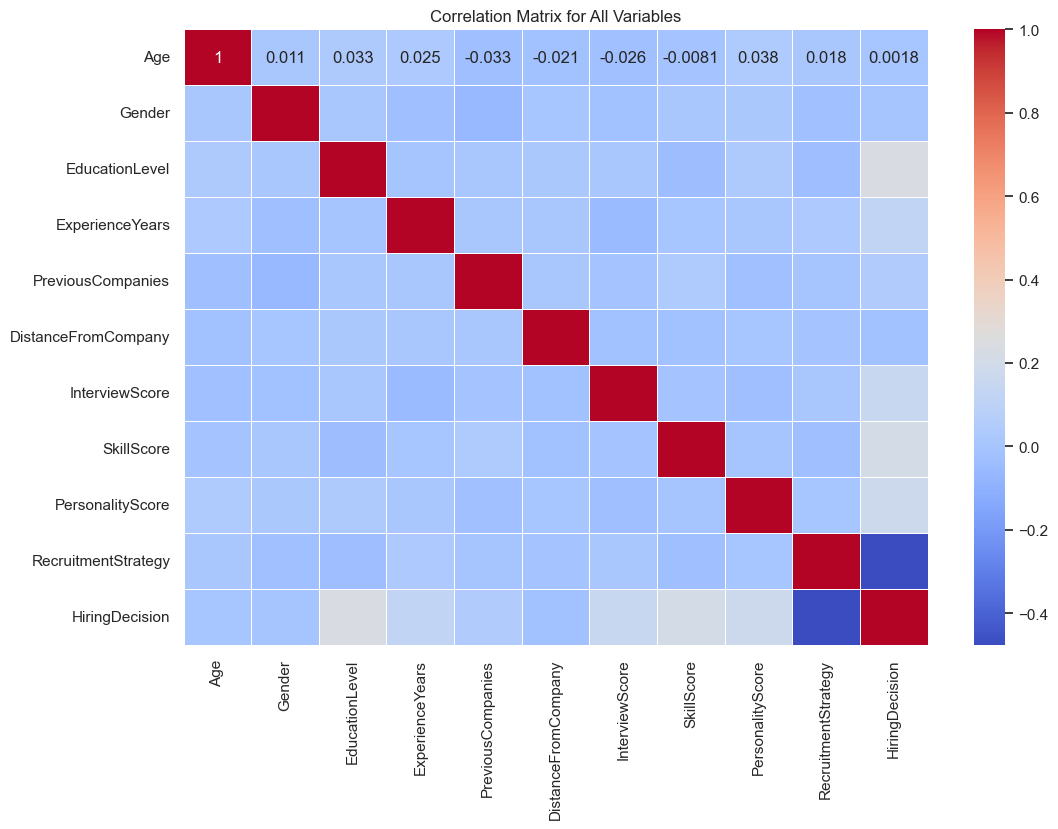 Correlation Matrix for All Variables
Age 1 0.011 0.033 0.025 -0.033 -0.021 -0.026 -0.0081 0.038 0.018 0.0018
Gender
EducationLevel
ExperienceYears
PreviousCompanies
DistanceFromCompany
InterviewScore
SkillScore
PersonalityScore
RecruitmentStrategy
HiringDecision
Age
Gender
EducationLevel
ExperienceYears
PreviousCompanies
DistanceFromCompany
InterviewScore
SkillScore
PersonalityScore
RecruitmentStrategy
HiringDecision
1.0
0.8
0.6
0.4
0.2
0.0
−0.2
−0.4